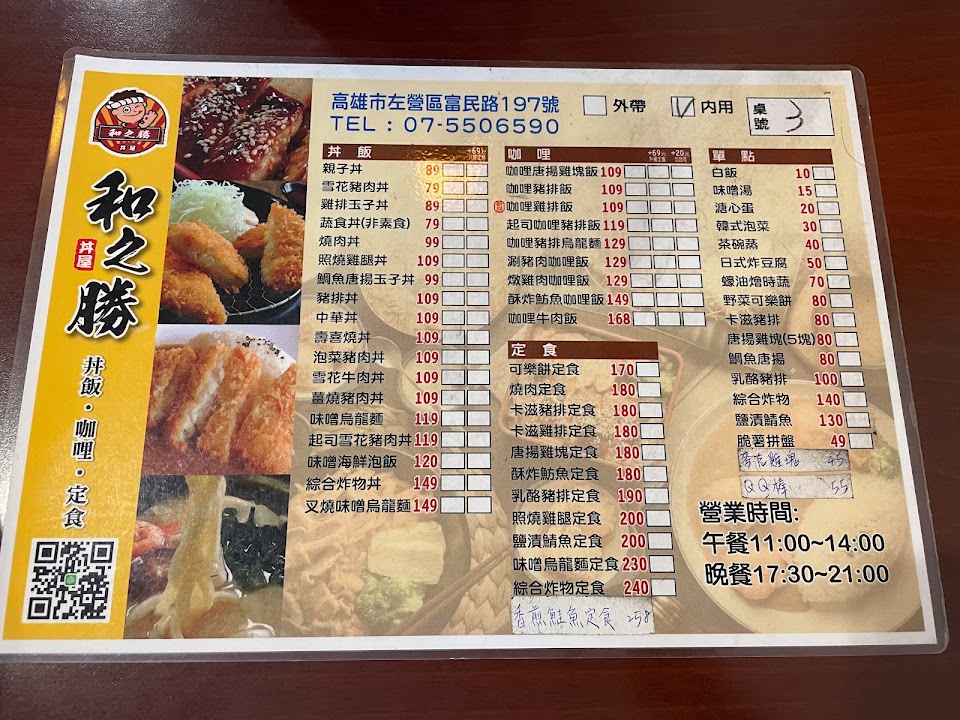 和之勝
丼屋
和之勝
丼屋
丼飯・咖哩・定食
高雄市左營區富民路197號
TEL：07-5506590
外帶
內用
桌號 3
丼飯 +69元
親子丼 89
雪花豬肉丼 79
雞排玉子丼 89
蔬食丼(非素食) 79
燒肉丼 99
照燒雞腿丼 99
鯛魚唐揚玉子丼 99
豬排丼 109
中華丼 109
壽喜燒丼 109
泡菜豬肉丼 109
雪花牛肉丼 109
薑燒豬肉丼 109
味噌烏龍麵 119
起司雪花豬肉丼 119
味噌海鮮泡飯 120
綜合炸物丼 149
叉燒味噌烏龍麵 149
咖哩 +69元 +20元
咖哩唐揚雞塊飯 109
咖哩豬排飯 109
咖哩雞排飯 109
起司咖哩豬排飯 119
咖哩豬排烏龍麵 129
涮豬肉咖哩飯 129
燉雞肉咖哩飯 129
酥炸魴魚咖哩飯 149
咖哩牛肉飯 168
定食
可樂餅定食 170
燒肉定食 180
卡滋豬排定食 180
卡滋雞排定食 180
唐揚雞塊定食 180
酥炸魴魚定食 180
乳酪豬排定食 190
照燒雞腿定食 200
鹽漬鯖魚定食 200
味噌烏龍麵定食 230
綜合炸物定食 240
香煎鮭魚定食 258
單點
白飯 10
味噌湯 15
溏心蛋 20
韓式泡菜 30
茶碗蒸 40
日式炸豆腐 50
蠔油燴時蔬 70
野菜可樂餅 80
卡滋豬排 80
唐揚雞塊(5塊) 80
鯛魚唐揚 80
乳酪豬排 100
綜合炸物 140
鹽漬鯖魚 130
脆薯拼盤 49
麥克雞塊 45
QQ棒 55
營業時間:
午餐11:00~14:00
晚餐17:30~21:00